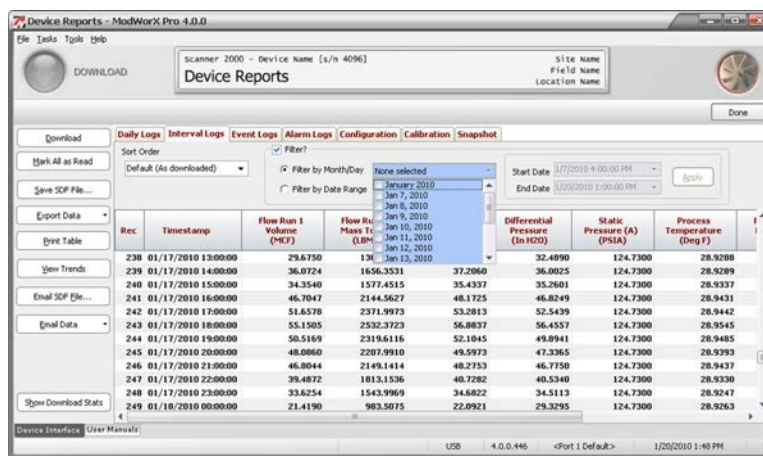 Device Reports - ModWorX Pro 4.0.0
File Tasks Tools Help
DOWNLOAD
Scanner 2000 - Device Name [s/n 4096]
Device Reports
Site Name
Field Name
Location Name
Done
Download
Mark All as Read
Save SDF File...
Export Data
Print Table
View Trends
Email SDF File...
Email Data
Show Download Stats
Daily Logs Interval Logs Event Logs Alarm Logs Configuration Calibration Snapshot
Sort Order
Default (As downloaded)
Filter?
Filter by Month/Day
Filter by Date Range
None selected
January 2010
Jan 7, 2010
Jan 8, 2010
Jan 9, 2010
Jan 10, 2010
Jan 11, 2010
Jan 12, 2010
Jan 13, 2010
Start Date 1/7/2010 4:00:00 PM
End Date 1/20/2010 1:00:00 PM
Apply
Rec Timestamp Flow Run 1 Volume (MCF) Flow Ru Mass To (LBM Differential Pressure (In H2O) Static Pressure (A) (PSIA) Process Temperature (Deg F)
238 01/17/2010 13:00:00 29.6750 136 32.4890 124.7300 28.9288
239 01/17/2010 14:00:00 36.0724 1656.3531 37.2060 36.0025 124.7300 28.9289
240 01/17/2010 15:00:00 34.3540 1577.4515 35.4337 35.2601 124.7300 28.9337
241 01/17/2010 16:00:00 46.7047 2144.5627 48.1725 46.8249 124.7300 28.9431
242 01/17/2010 17:00:00 51.6578 2371.9973 53.2813 52.5439 124.7300 28.9442
243 01/17/2010 18:00:00 55.1505 2532.3723 56.8837 56.4557 124.7300 28.9545
244 01/17/2010 19:00:00 50.5169 2319.6116 52.1045 49.8941 124.7300 28.9485
245 01/17/2010 20:00:00 48.0860 2207.9910 49.5973 47.3365 124.7300 28.9393
246 01/17/2010 21:00:00 46.8044 2149.1414 48.2753 46.7750 124.7300 28.9437
247 01/17/2010 22:00:00 39.4872 1813.1536 40.7282 40.5340 124.7300 28.9330
248 01/17/2010 23:00:00 33.6254 1543.9969 34.6822 34.5113 124.7300 28.9247
249 01/18/2010 00:00:00 21.4190 983.5075 22.0921 29.3295 124.7300 28.9263
Device Interface User Manuals
USB 4.0.0.446 <Port 1 Default> 1/20/2010 1:48 PM